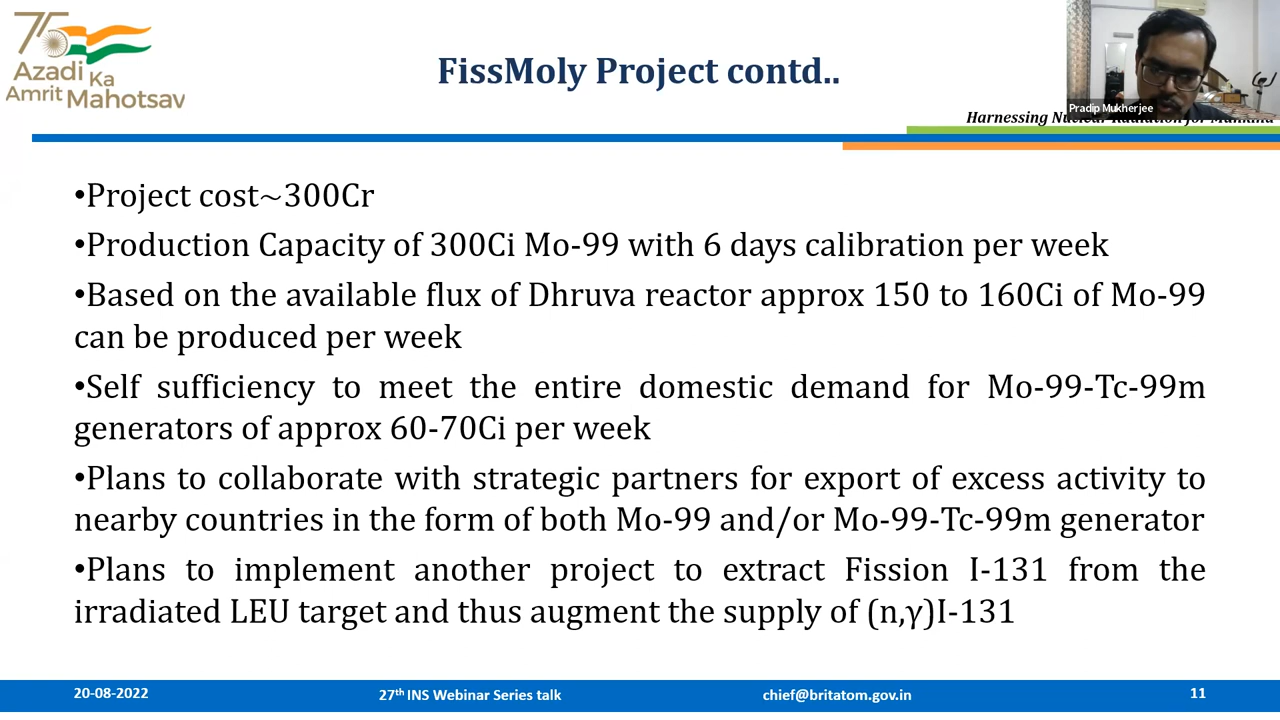 75
Azadi
Ka
Amrit Mahotsav
FissMoly Project contd..
Pradip Mukherjee
Harnessing Radiation for
•Project cost~300Cr
•Production Capacity of 300Ci Mo-99 with 6 days calibration per week
•Based on the available flux of Dhruva reactor approx 150 to 160Ci of Mo-99
can be produced per week
•Self sufficiency to meet the entire domestic demand for Mo-99-Tc-99m
generators of approx 60-70Ci per week
•Plans to collaborate with strategic partners for export of excess activity to
nearby countries in the form of both Mo-99 and/or Mo-99-Tc-99m generator
•Plans to implement another project to extract Fission I-131 from the
irradiated LEU target and thus augment the supply of (n,γ)I-131
20-08-2022
27th INS Webinar Series talk
chief@britatom.gov.in
11